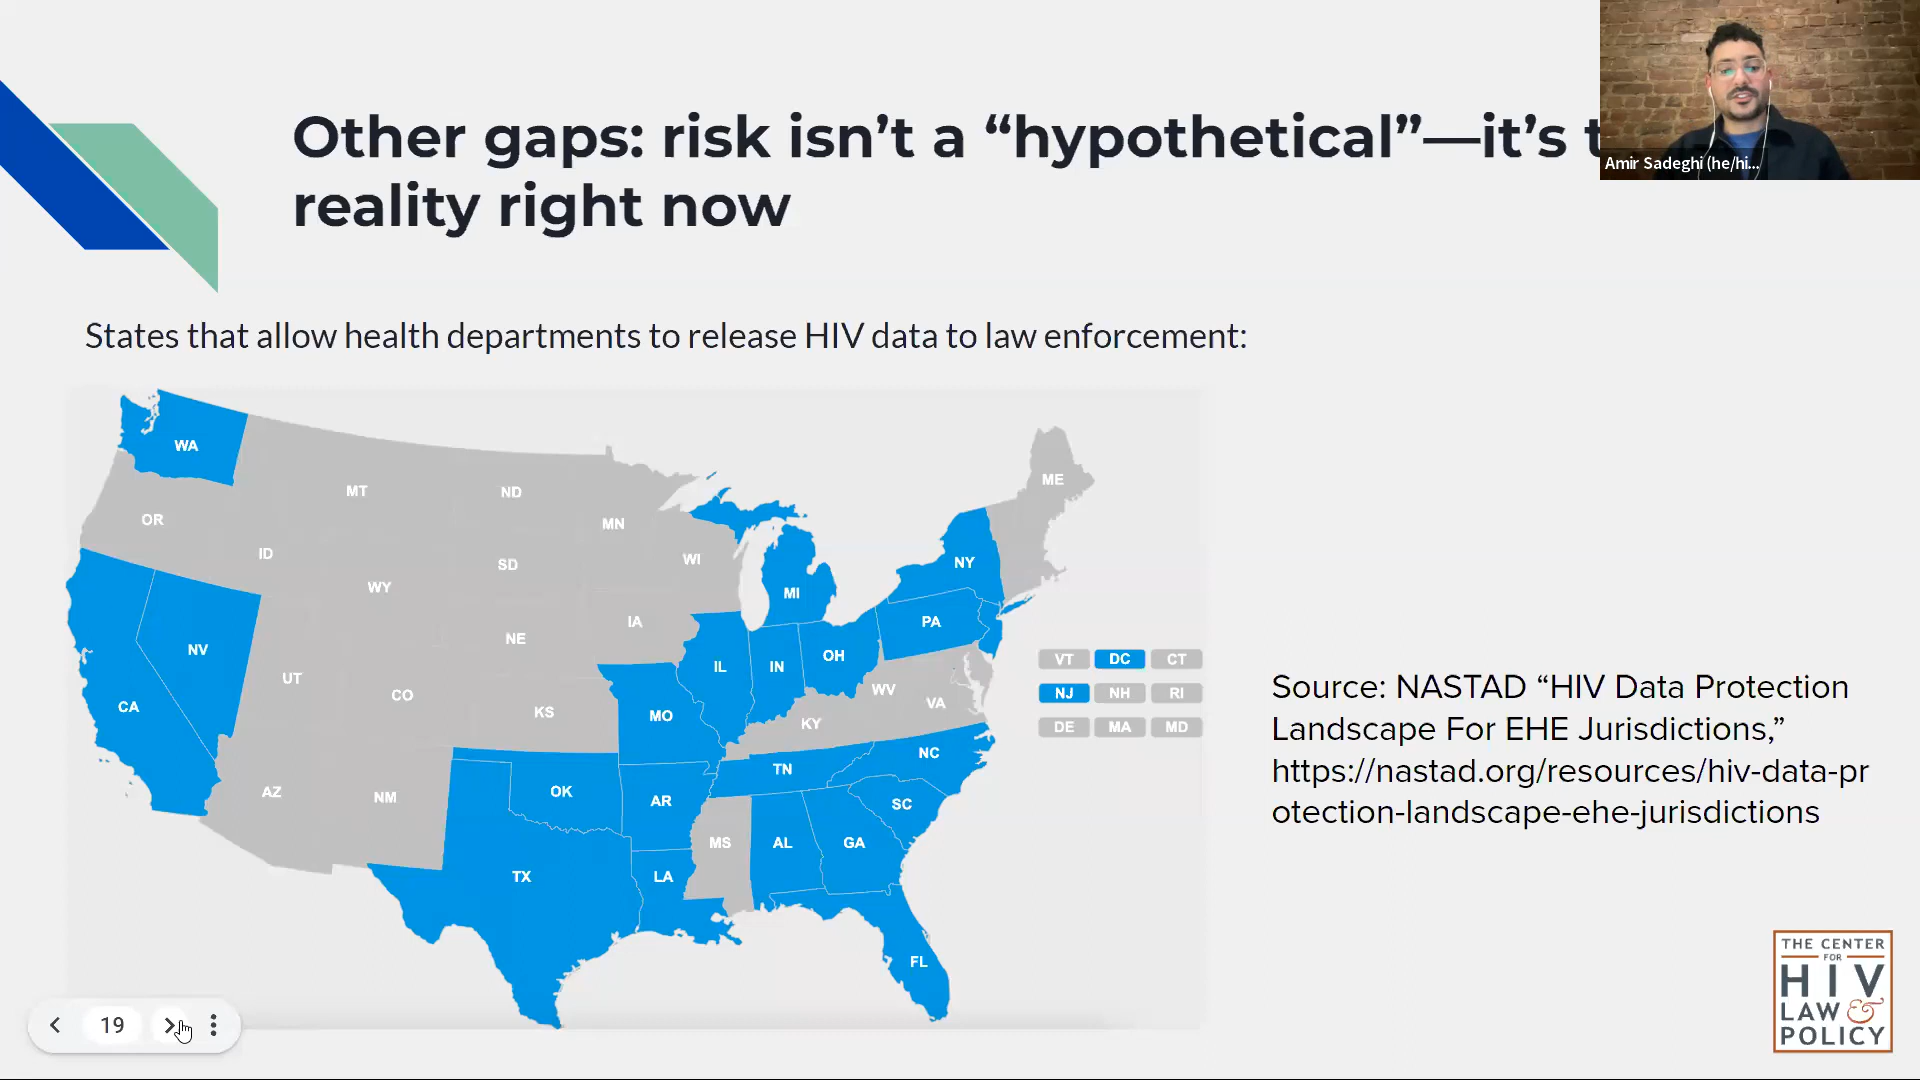 Other gaps: risk isn’t a “hypothetical”—it’s
reality right now
Amir Sadeghi (he/hi...
States that allow health departments to release HIV data to law enforcement:
WA
MT
ND
ME
OR
MN
ID
SD
WI
NY
WY
MI
IA
PA
NE
NV
OH
IL
IN
VT
DC
CT
UT
CO
WV
NJ
NH
RI
CA
KS
MO
VA
KY
DE
MA
MD
NC
TN
AZ
NM
OK
AR
SC
MS
AL
GA
TX
LA
FL
Source: NASTAD “HIV Data Protection
Landscape For EHE Jurisdictions,”
https://nastad.org/resources/hiv-data-pr
otection-landscape-ehe-jurisdictions
THE CENTER
FOR
HIV
LAW &
POLICY
19